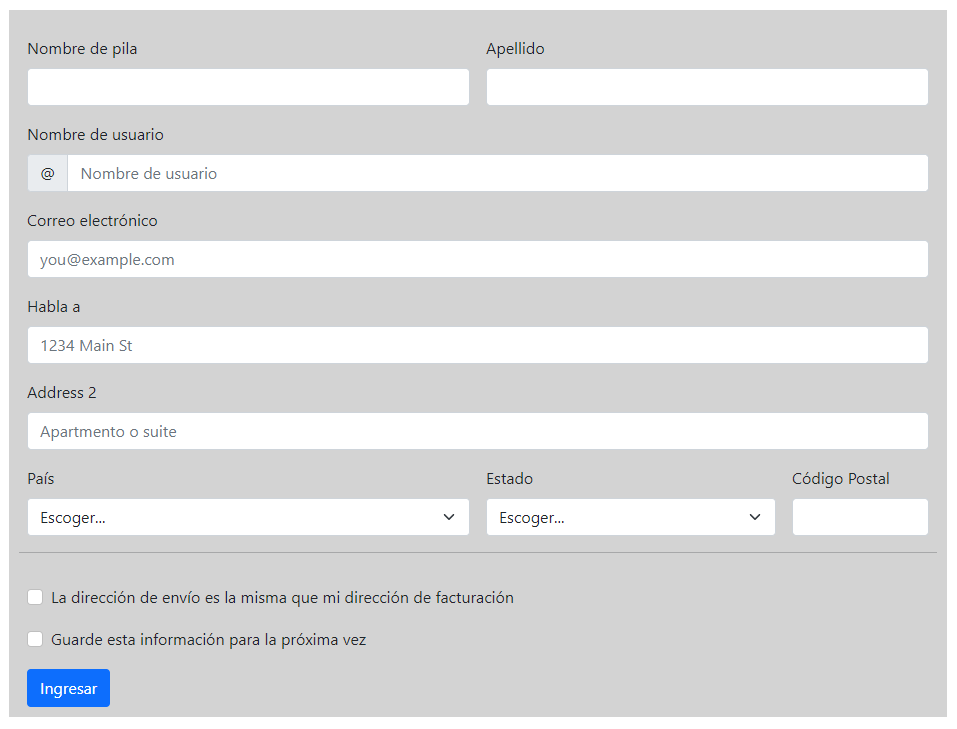 Nombre de pila
Apellido
Nombre de usuario
@ Nombre de usuario
Correo electrónico
you@example.com
Habla a
1234 Main St
Address 2
Apartmento o suite
País
Estado
Código Postal
Escoger...
Escoger...
La dirección de envío es la misma que mi dirección de facturación
Guarde esta información para la próxima vez
Ingresar